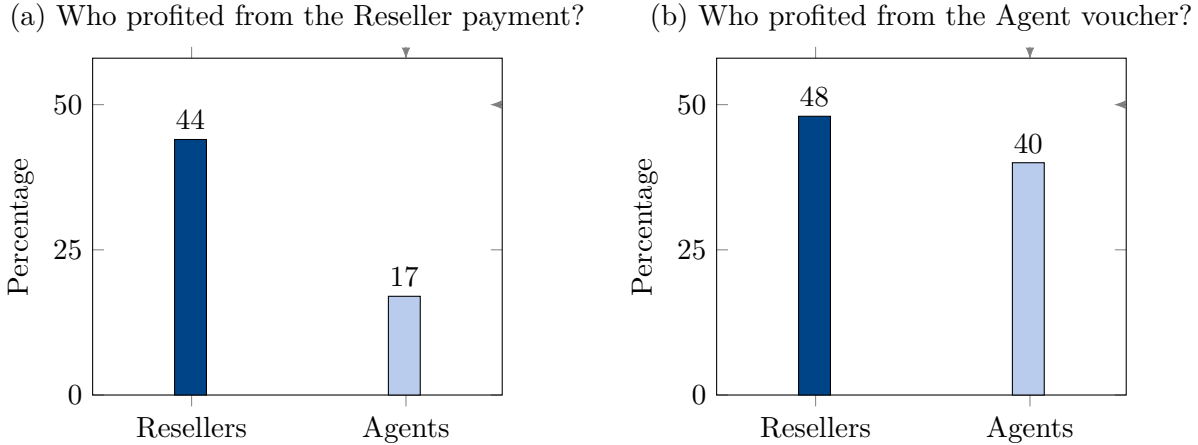 (a) Who profited from the Reseller payment?
50
25
0
Percentage
44
17
Resellers
Agents
(b) Who profited from the Agent voucher?
50
25
0
Percentage
48
40
Resellers
Agents